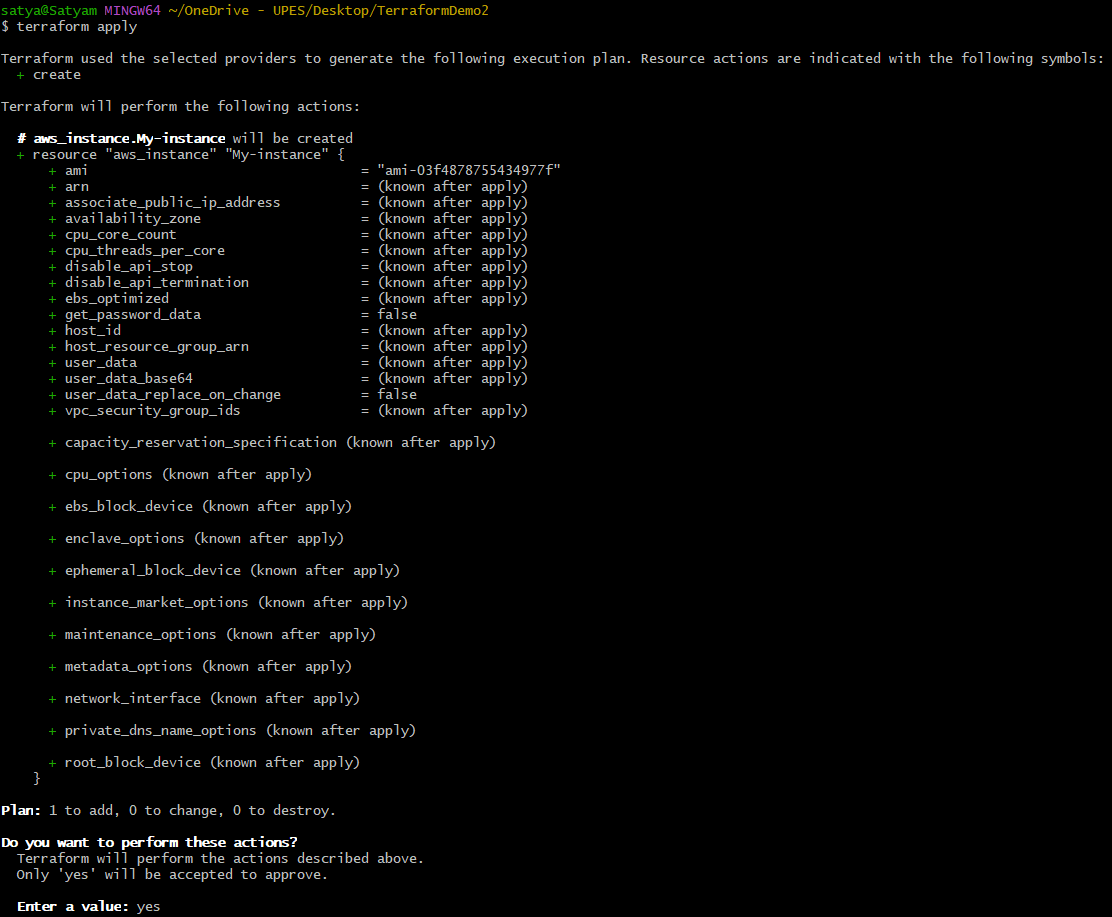 satya@Satyam MINGW64 ~/OneDrive - UPES/Desktop/TerraformDemo2
$ terraform apply
Terraform used the selected providers to generate the following execution plan. Resource actions are indicated with the following symbols:
+ create
Terraform will perform the following actions:
# aws_instance.My-instance will be created
+ resource "aws_instance" "My-instance" {
+ ami = "ami-03f4878755434977f"
+ arn = (known after apply)
+ associate_public_ip_address = (known after apply)
+ availability_zone = (known after apply)
+ cpu_core_count = (known after apply)
+ cpu_threads_per_core = (known after apply)
+ disable_api_stop = (known after apply)
+ disable_api_termination = (known after apply)
+ ebs_optimized = (known after apply)
+ get_password_data = false
+ host_id = (known after apply)
+ host_resource_group_arn = (known after apply)
+ user_data = (known after apply)
+ user_data_base64 = (known after apply)
+ user_data_replace_on_change = false
+ vpc_security_group_ids = (known after apply)
+ capacity_reservation_specification (known after apply)
+ cpu_options (known after apply)
+ ebs_block_device (known after apply)
+ enclave_options (known after apply)
+ ephemeral_block_device (known after apply)
+ instance_market_options (known after apply)
+ maintenance_options (known after apply)
+ metadata_options (known after apply)
+ network_interface (known after apply)
+ private_dns_name_options (known after apply)
+ root_block_device (known after apply)
}
Plan: 1 to add, 0 to change, 0 to destroy.
Do you want to perform these actions?
Terraform will perform the actions described above.
Only 'yes' will be accepted to approve.
Enter a value: yes